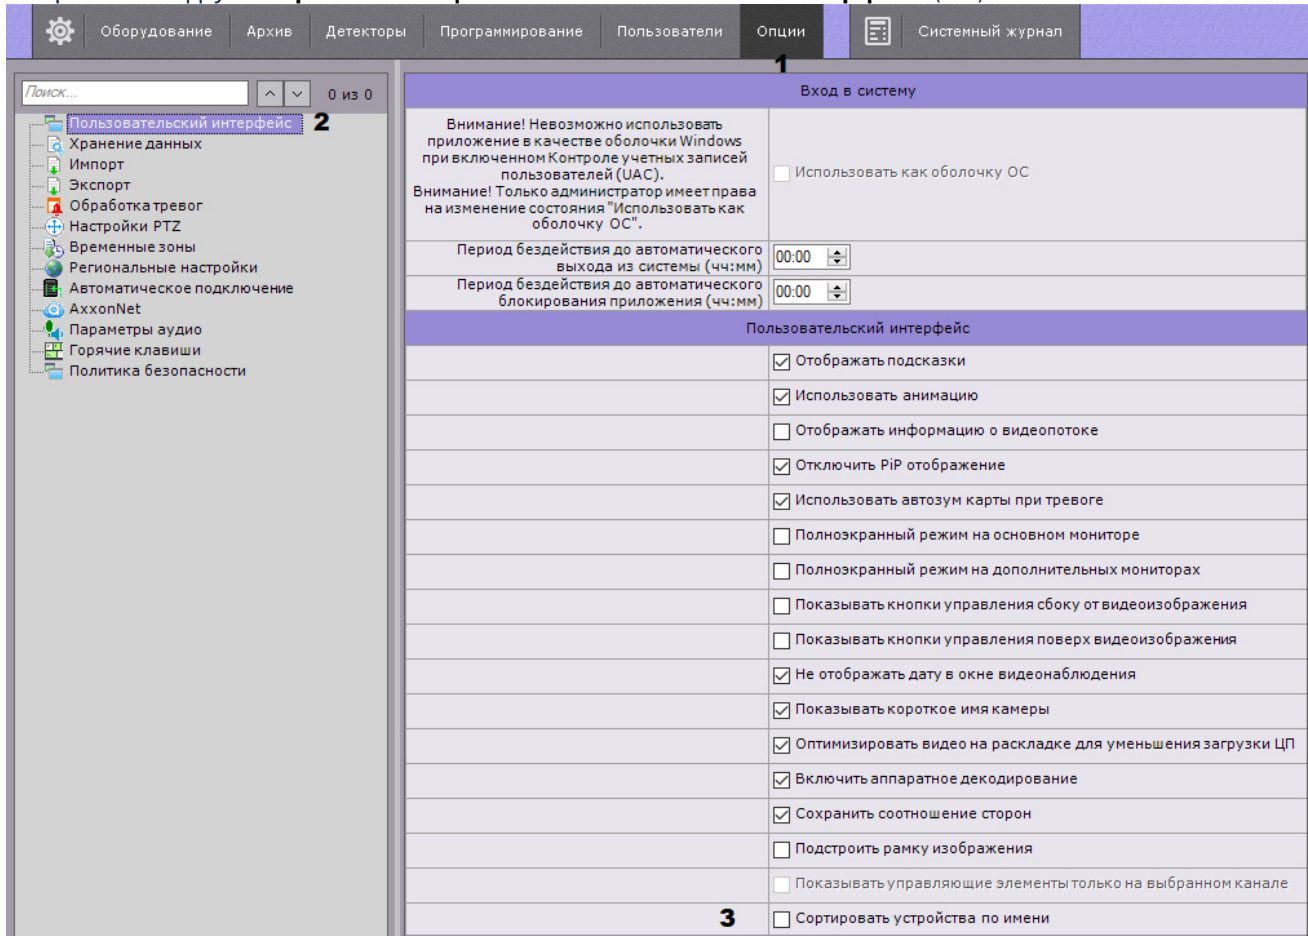 Оборудование Архив Детекторы Программирование Пользователи Опции Системный журнал
1
Поиск... 0 из 0
Пользовательский интерфейс 2
Хранение данных
Импорт
Экспорт
Обработка тревог
Настройки PTZ
Временные зоны
Региональные настройки
Автоматическое подключение
AxxonNet
Параметры аудио
Горячие клавиши
Политика безопасности
Вход в систему
Внимание! Невозможно использовать
приложение в качестве оболочки Windows
при включенном Контроле учетных записей
пользователей (UAC).
Внимание! Только администратор имеет права
на изменение состояния "Использовать как
оболочку ОС".
Использовать как оболочку ОС
Период бездействия до автоматического
выхода из системы (чч:мм)
00:00
Период бездействия до автоматического
блокирования приложения (чч:мм)
00:00
Пользовательский интерфейс
Отображать подсказки
Использовать анимацию
Отображать информацию о видеопотоке
Отключить PiP отображение
Использовать автозум карты при тревоге
Полноэкранный режим на основном мониторе
Полноэкранный режим на дополнительных мониторах
Показывать кнопки управления сбоку от видеоизображения
Показывать кнопки управления поверх видеоизображения
Не отображать дату в окне видеонаблюдения
Показывать короткое имя камеры
Оптимизировать видео на раскладке для уменьшения загрузки ЦП
Включить аппаратное декодирование
Сохранить соотношение сторон
Подстроить рамку изображения
Показывать управляющие элементы только на выбранном канале
3 Сортировать устройства по имени